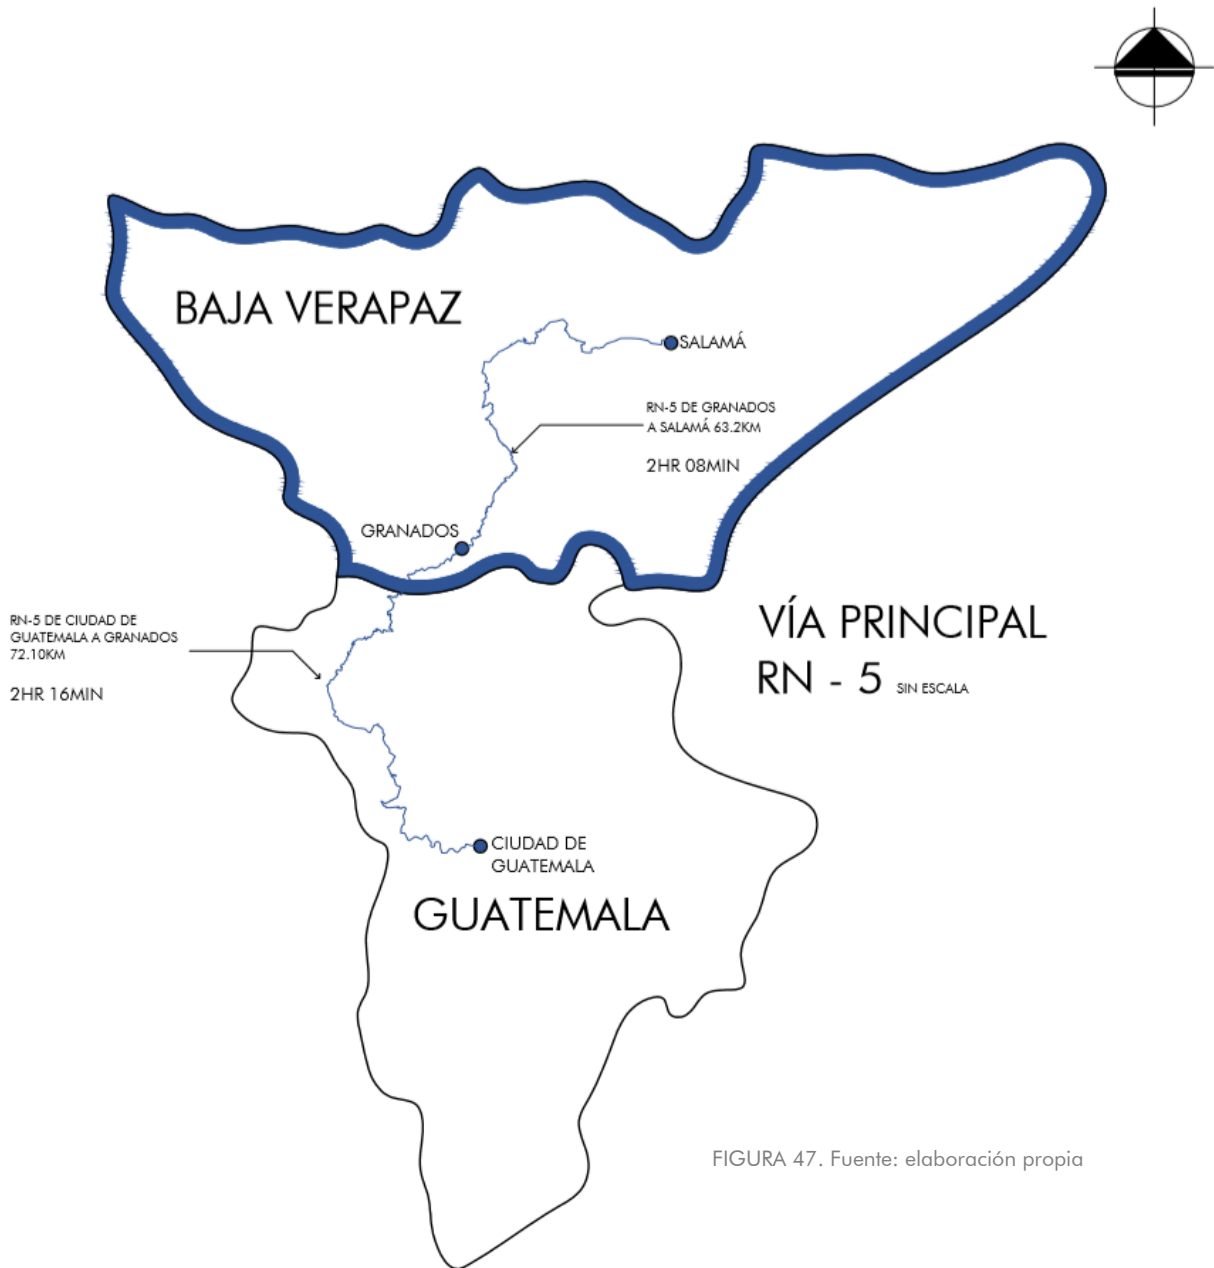 BAJA VERAPAZ
SALAMÁ
RN-5 DE GRANADOS
A SALAMÁ 63.2KM
2HR 08MIN
GRANADOS
RN-5 DE CIUDAD DE
GUATEMALA A GRANADOS
72.10KM
2HR 16MIN
VÍA PRINCIPAL
RN - 5 SIN ESCALA
CIUDAD DE
GUATEMALA
GUATEMALA
FIGURA 47. Fuente: elaboración propia